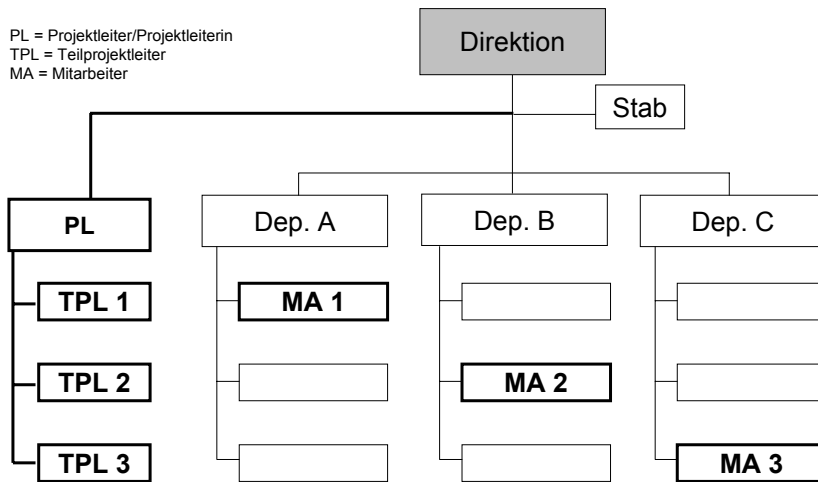 PL = Projektleiter/Projektleiterin
TPL = Teilprojektleiter
MA = Mitarbeiter
Direktion
Stab
PL
Dep. A
Dep. B
Dep. C
TPL 1
MA 1
TPL 2
MA 2
TPL 3
MA 3